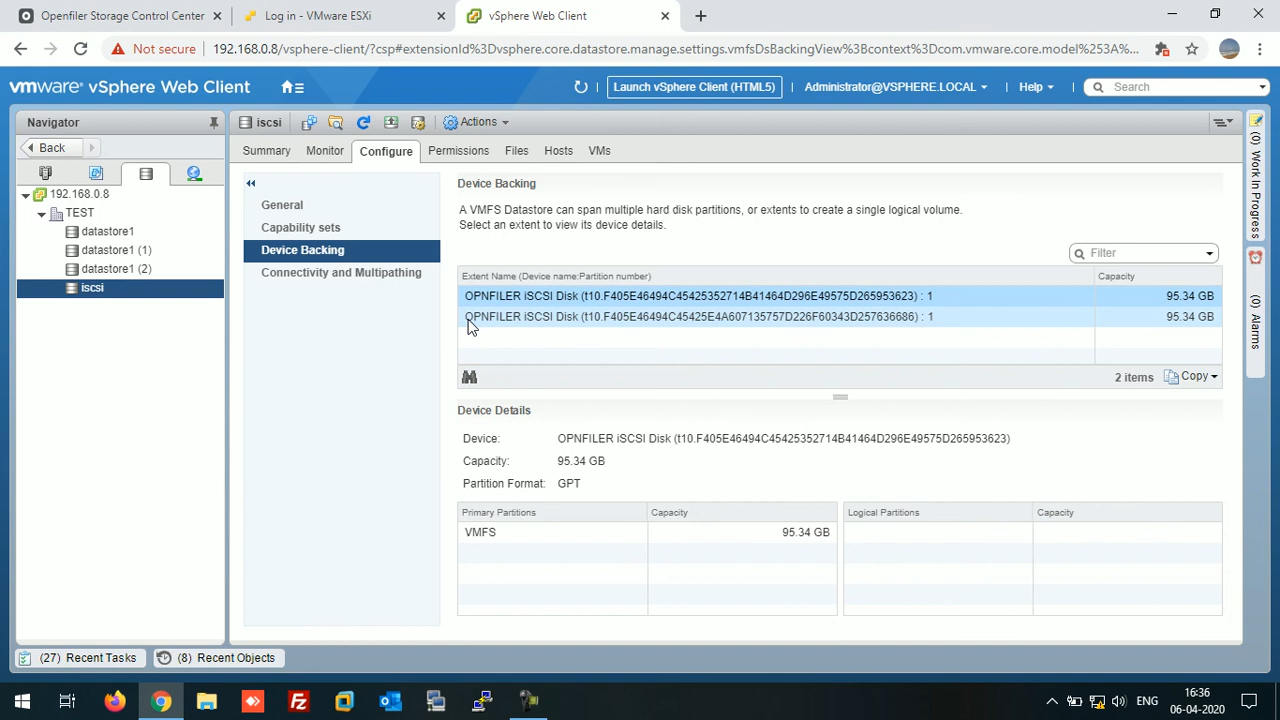 Openfiler Storage Control Center
Log in - VMware ESXi
vSphere Web Client
Not secure
192.168.0.8/vsphere-client/?csp#extensionId%3Dvsphere.core.datastore.manage.settings.vmfsDsBackingView%3Bcontext%3Dcom.vmware.core.model%253A%...
vmware® vSphere Web Client
Launch vSphere Client (HTML5)
Administrator@VSPHERE.LOCAL
Help
Search
Navigator
iscsi
Actions
Back
Summary
Monitor
Configure
Permissions
Files
Hosts
VMs
192.168.0.8
TEST
datastore1
datastore1 (1)
datastore1 (2)
iscsi
General
Capability sets
Device Backing
Connectivity and Multipathing
Device Backing
A VMFS Datastore can span multiple hard disk partitions, or extents to create a single logical volume.
Select an extent to view its device details.
Filter
Extent Name (Device name:Partition number)
Capacity
OPNFILER iSCSI Disk (t10.F405E46494C45425352714B41464D296E49575D265953623) : 1
95.34 GB
OPNFILER iSCSI Disk (t10.F405E46494C45425E4A607135757D226F60343D257636686) : 1
95.34 GB
2 items
Copy
Device Details
Device: OPNFILER iSCSI Disk (t10.F405E46494C45425352714B41464D296E49575D265953623)
Capacity: 95.34 GB
Partition Format: GPT
Primary Partitions
Capacity
Logical Partitions
Capacity
VMFS
95.34 GB
(0) Work In Progress
(0) Alarms
(27) Recent Tasks
(8) Recent Objects
ENG
16:36
06-04-2020